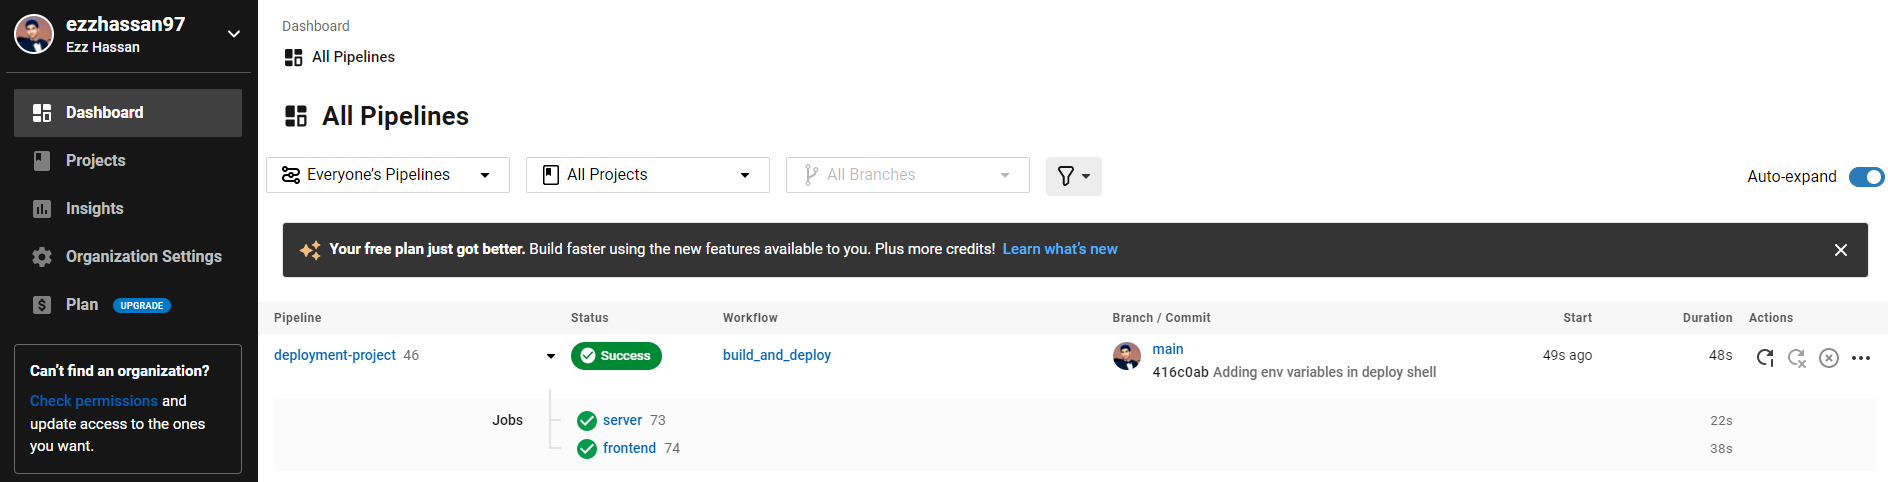 ezzhassan97
Ezz Hassan
Dashboard
Projects
Insights
Organization Settings
Plan UPGRADE
Can't find an organization?
Check permissions and
update access to the ones
you want.
Dashboard
All Pipelines
All Pipelines
Everyone's Pipelines All Projects All Branches Auto-expand
Your free plan just got better. Build faster using the new features available to you. Plus more credits! Learn what's new
Pipeline Status Workflow Branch / Commit Start Duration Actions
deployment-project 46 Success build_and_deploy main 49s ago 48s
416c0ab Adding env variables in deploy shell
Jobs server 73 22s
frontend 74 38s